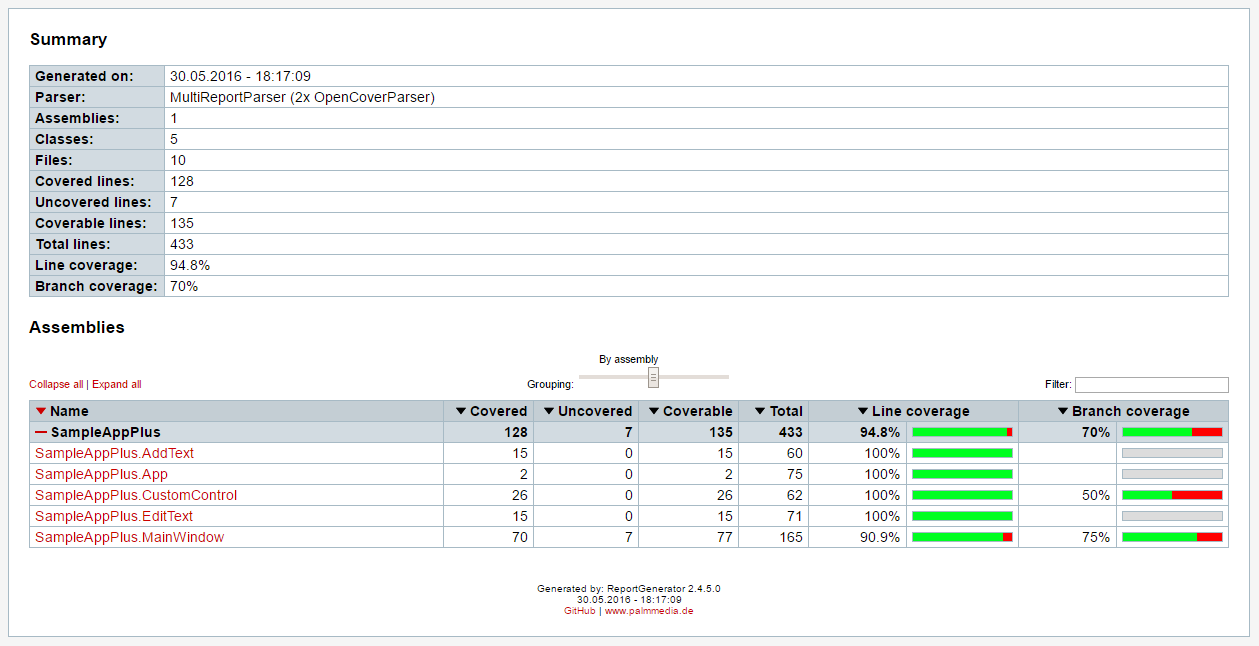 Summary
Generated on: 30.05.2016 - 18:17:09
Parser: MultiReportParser (2x OpenCoverParser)
Assemblies: 1
Classes: 5
Files: 10
Covered lines: 128
Uncovered lines: 7
Coverable lines: 135
Total lines: 433
Line coverage: 94.8%
Branch coverage: 70%
Assemblies
By assembly
Collapse all | Expand all Grouping: Filter:
Name Covered Uncovered Coverable Total Line coverage Branch coverage
SampleAppPlus 128 7 135 433 94.8% 70%
SampleAppPlus.AddText 15 0 15 60 100%
SampleAppPlus.App 2 0 2 75 100%
SampleAppPlus.CustomControl 26 0 26 62 100% 50%
SampleAppPlus.EditText 15 0 15 71 100%
SampleAppPlus.MainWindow 70 7 77 165 90.9% 75%
Generated by: ReportGenerator 2.4.5.0
30.05.2016 - 18:17:09
GitHub | www.palmmedia.de